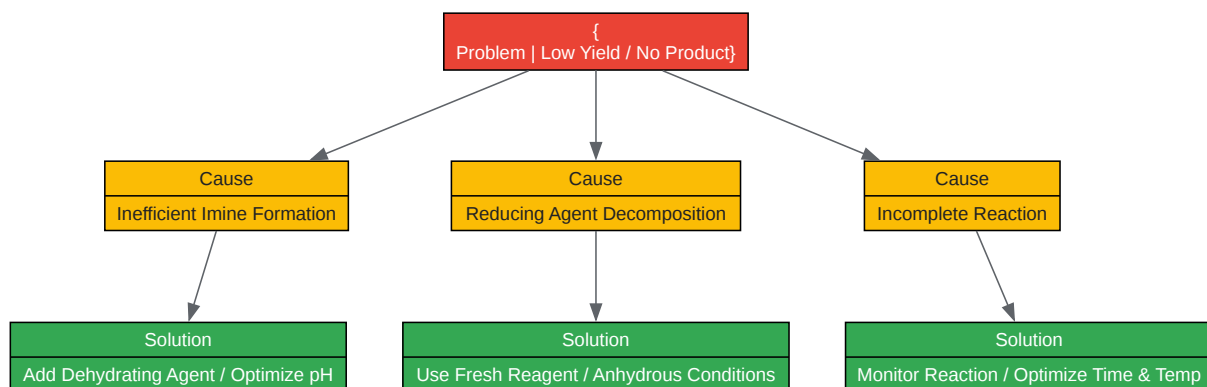 {
Problem | Low Yield / No Product}
Cause
Inefficient Imine Formation
Cause
Reducing Agent Decomposition
Cause
Incomplete Reaction
Solution
Add Dehydrating Agent / Optimize pH
Solution
Use Fresh Reagent / Anhydrous Conditions
Solution
Monitor Reaction / Optimize Time & Temp